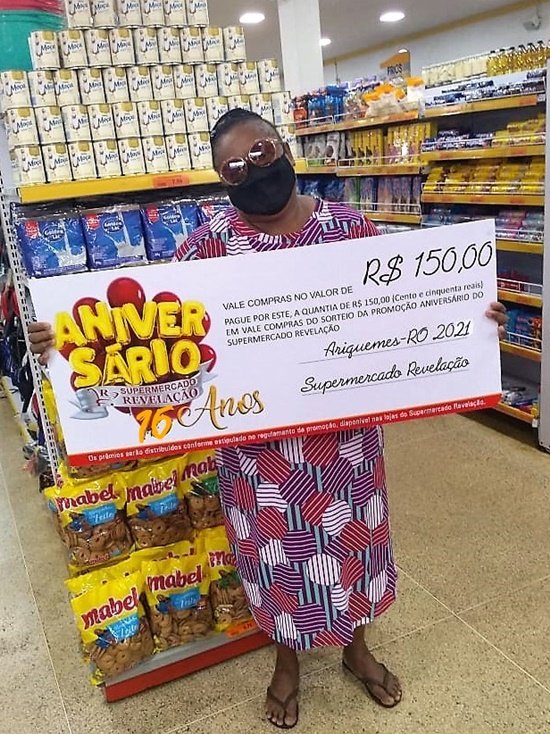 Moça
ANIVER
SÁRIO
SUPERMERCADO
REVELAÇÃO
16 Anos
VALE COMPRAS NO VALOR DE R$ 150,00
PAGUE POR ESTE, A QUANTIA DE R$ 150,00 (Cento e cinquenta reais)
EM VALE COMPRAS DO SORTEIO DA PROMOÇÃO ANIVERSÁRIO DO
SUPERMERCADO REVELAÇÃO
Ariquemes-RO 2021
Supermercado Revelação
Os prêmios serão distribuídos conforme estipulado no regulamento da promoção, disponível nas lojas do Supermercado Revelação.
mabel
mabel
mabel
mabel
Leite